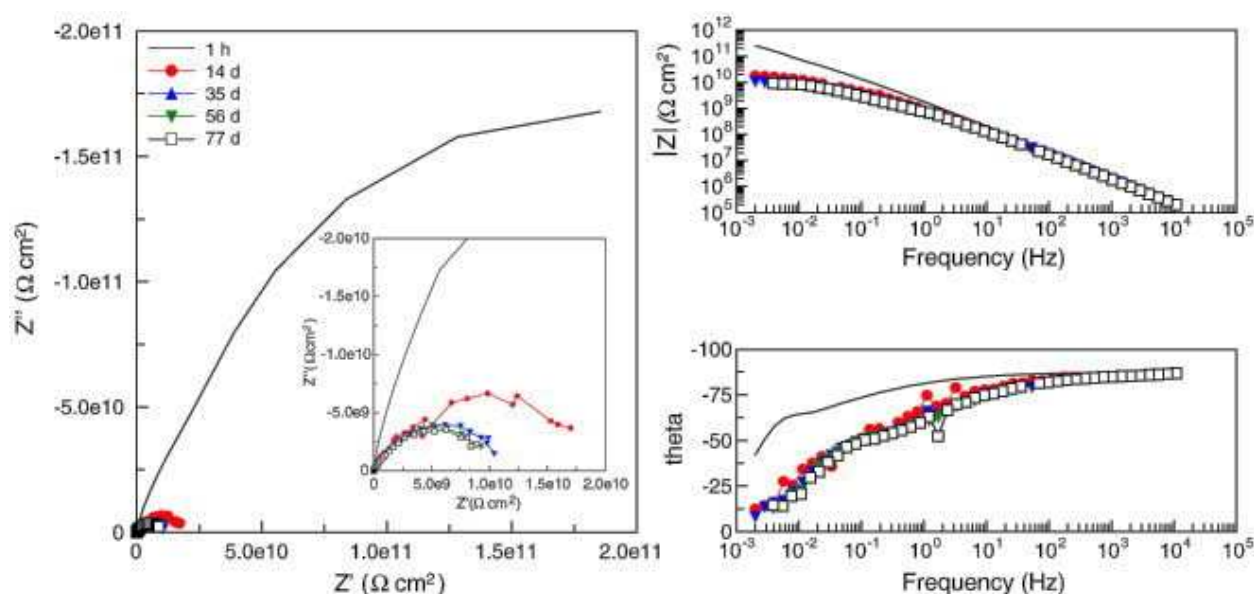 -2.0e11
-1.5e11
-1.0e11
-5.0e10
0
Z'' (Ω cm²)
1 h
14 d
35 d
56 d
77 d
-2.0e10
-1.5e10
-1.0e10
-5.0e9
0
Z''(Ωcm²)
0
5.0e9
1.0e10
1.5e10
2.0e10
Z'(Ω cm²)
0
5.0e10
1.0e11
1.5e11
2.0e11
Z' (Ω cm²)
10¹²
10¹¹
10¹⁰
10⁹
10⁸
10⁷
10⁶
10⁵
|Z| (Ω cm²)
10⁻³ 10⁻² 10⁻¹ 10⁰ 10¹ 10² 10³ 10⁴ 10⁵
Frequency (Hz)
-100
-75
-50
-25
0
theta
10⁻³ 10⁻² 10⁻¹ 10⁰ 10¹ 10² 10³ 10⁴ 10⁵
Frequency (Hz)